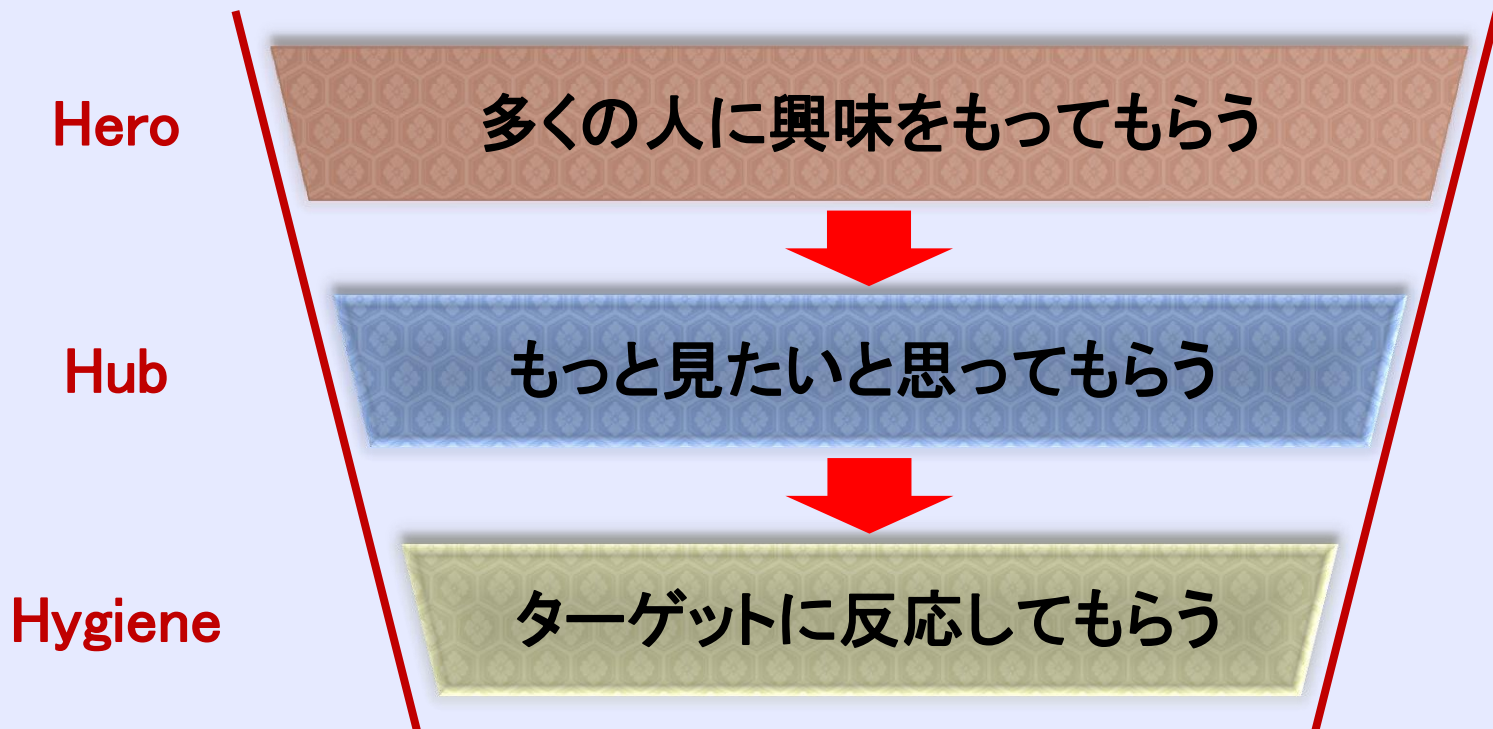 Hero
多くの人に興味をもってもらう
Hub
もっと見たいと思ってもらう
Hygiene
ターゲットに反応してもらう